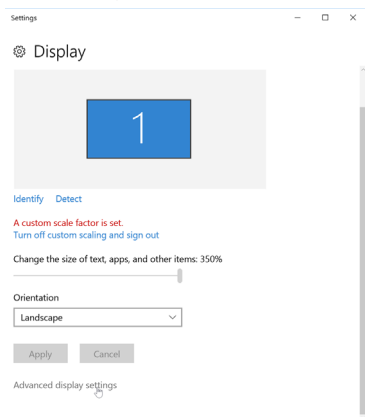 Settings
Display
1
Identify Detect
A custom scale factor is set.
Turn off custom scaling and sign out
Change the size of text, apps, and other items: 350%
Orientation
Landscape
Apply Cancel
Advanced display settings